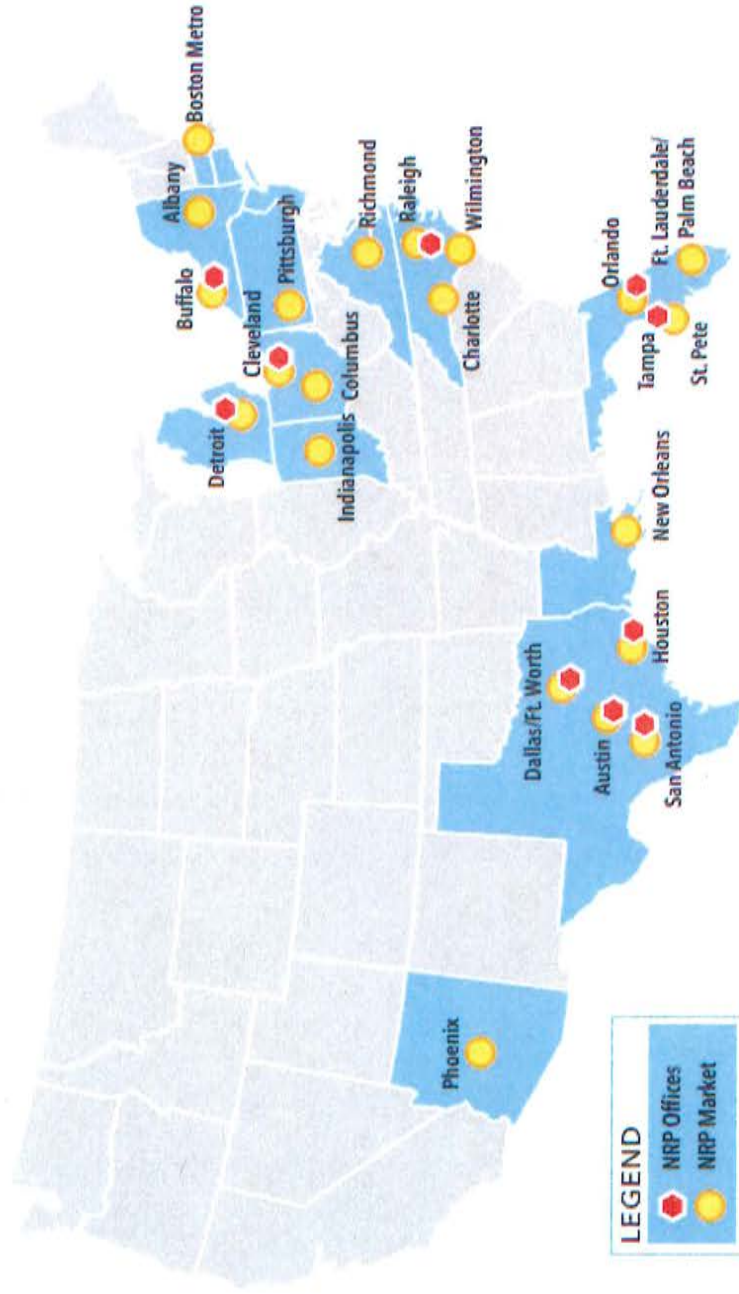 Boston Metro
Albany
Buffalo
Pittsburgh
Cleveland
Columbus
Detroit
Indianapolis
Richmond
Raleigh
Wilmington
Charlotte
Orlando
Ft. Lauderdale/
Palm Beach
Tampa
St. Pete
New Orleans
Houston
Dallas/Ft. Worth
Austin
San Antonio
Phoenix
LEGEND
NRP Offices
NRP Market